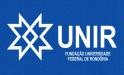 UNIR
FUNDAÇÃO UNIVERSIDADE
FEDERAL DE RONDÔNIA